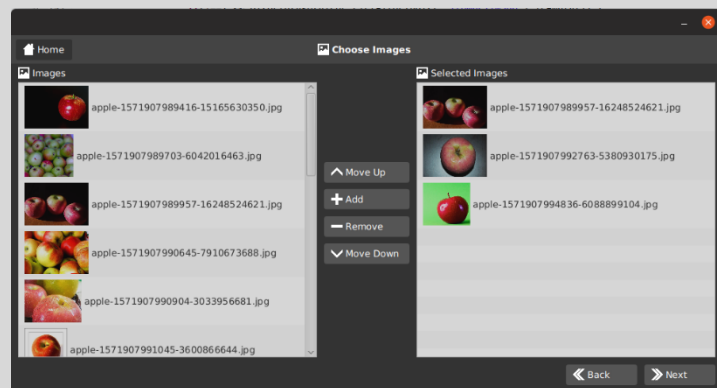 Home
Choose Images
Images
apple-1571907989416-15165630350.jpg
apple-1571907989703-6042016463.jpg
apple-1571907989957-16248524621.jpg
apple-1571907990645-7910673688.jpg
apple-1571907990904-3033956681.jpg
apple-1571907991045-3600866644.jpg
Move Up
Add
Remove
Move Down
Selected Images
apple-1571907989957-16248524621.jpg
apple-1571907992763-5380930175.jpg
apple-1571907994836-6088899104.jpg
Back
Next